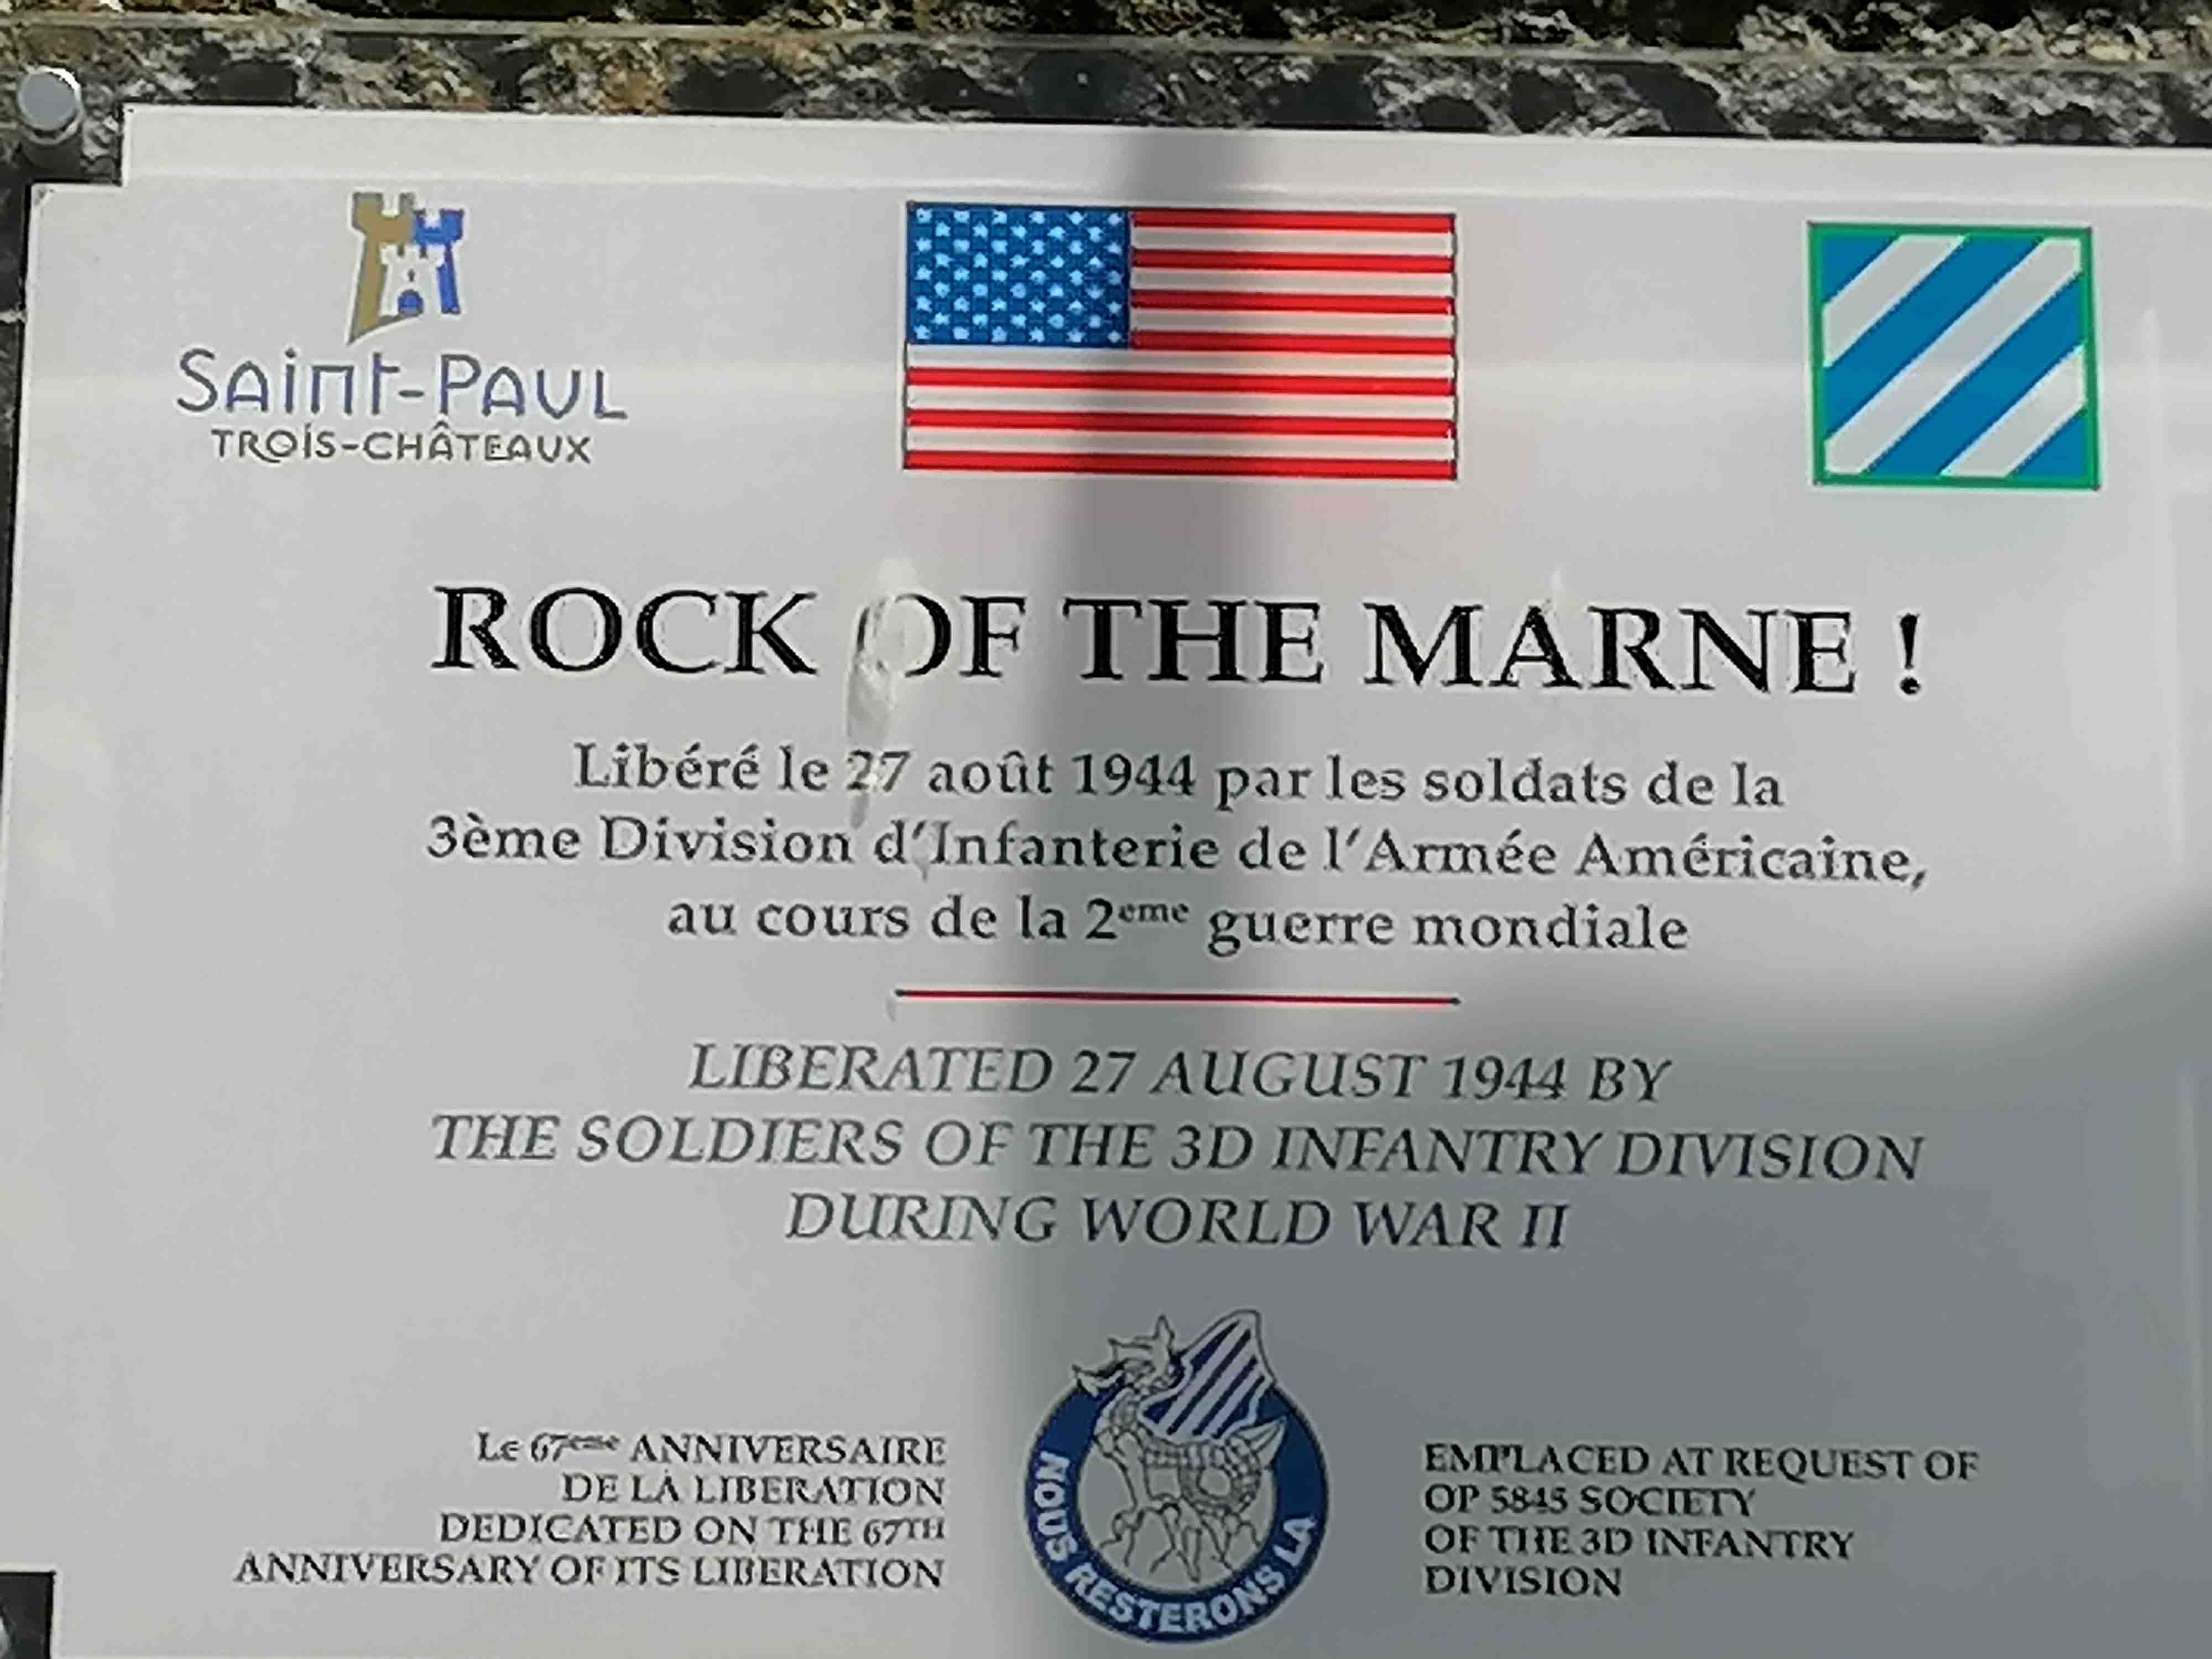 SAINT-PAUL
TROIS-CHÂTEAUX
ROCK OF THE MARNE !
Libéré le 27 août 1944 par les soldats de la
3ème Division d'Infanterie de l'Armée Américaine,
au cours de la 2eme guerre mondiale
LIBERATED 27 AUGUST 1944 BY
THE SOLDIERS OF THE 3D INFANTRY DIVISION
DURING WORLD WAR II
Le 67eme ANNIVERSAIRE
DE LA LIBERATION
DEDICATED ON THE 67TH
ANNIVERSARY OF ITS LIBERATION
NOUS RESTERONS LA
EMPLACED AT REQUEST OF
OP 5845 SOCIETY
OF THE 3D INFANTRY
DIVISION